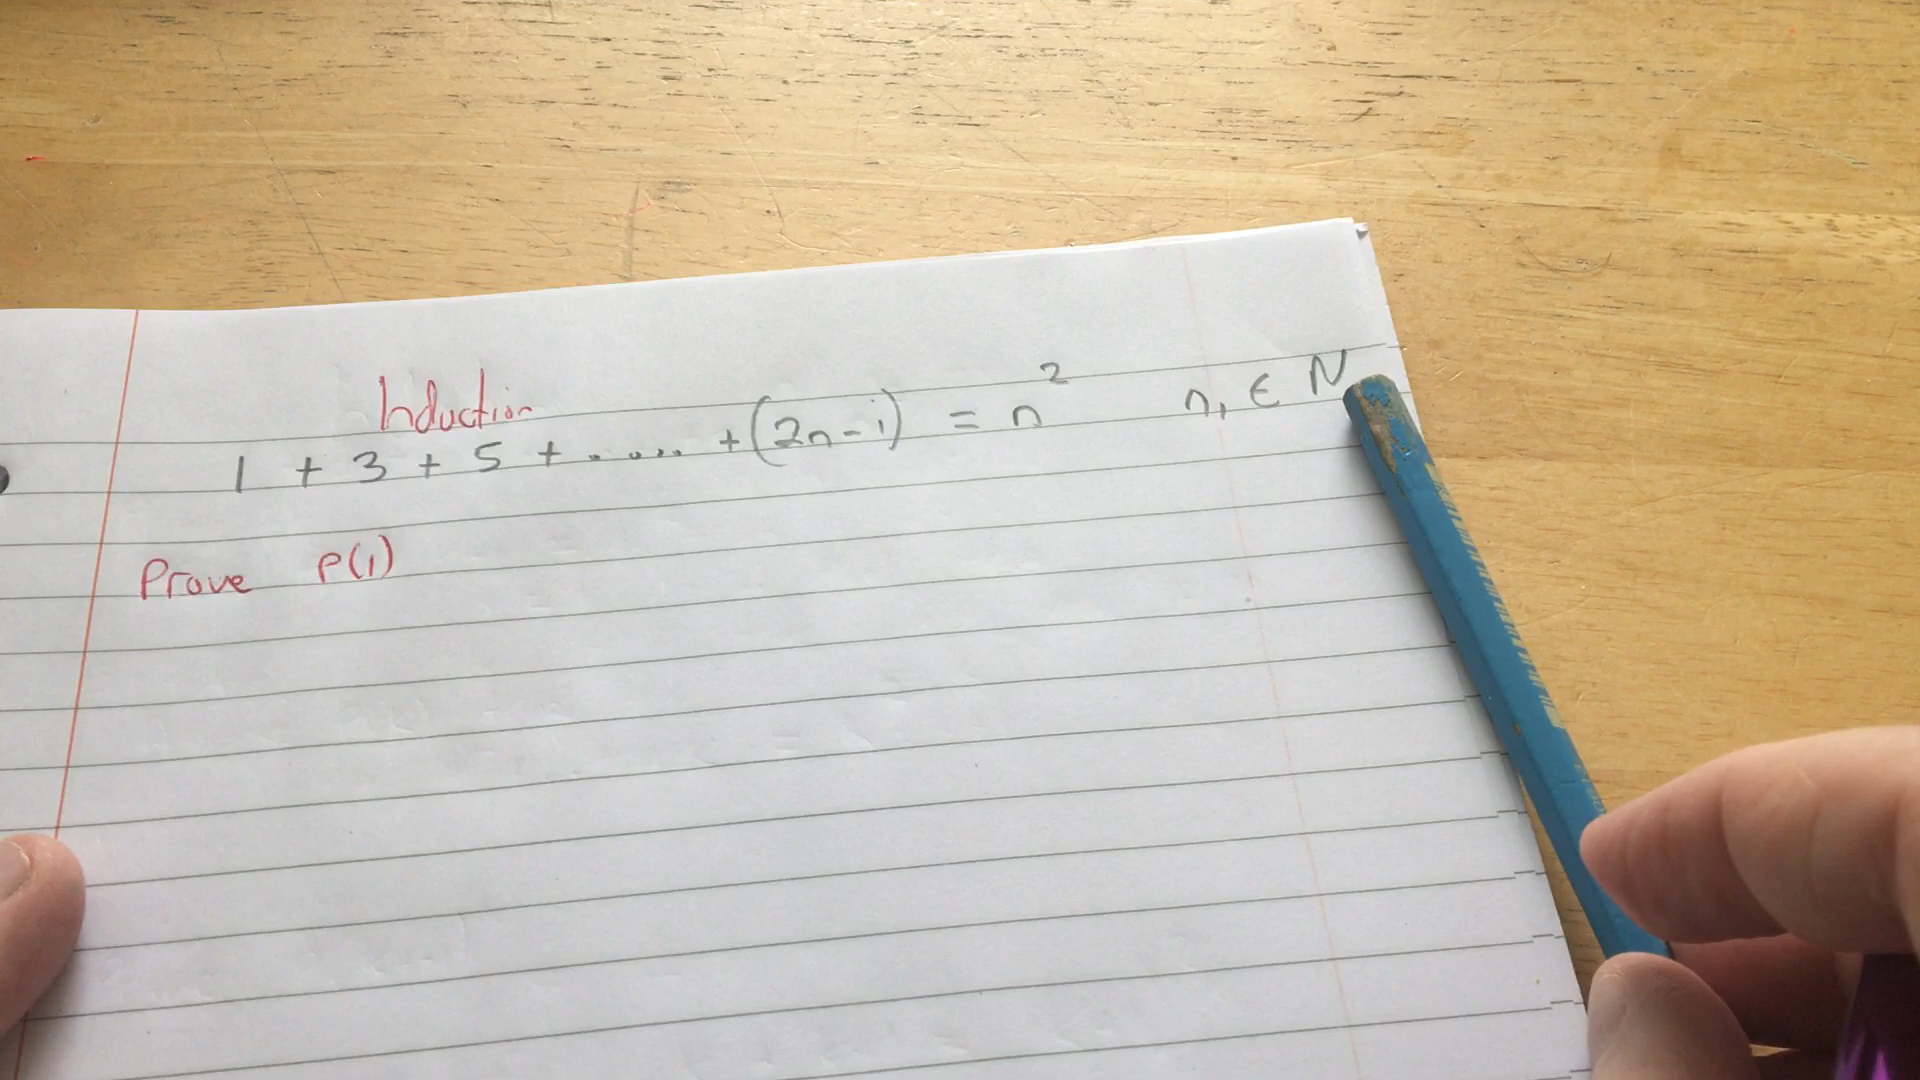 Induction
1 + 3 + 5 + ..... + (2n-1) = n² n, ∈ N
Prove P(1)